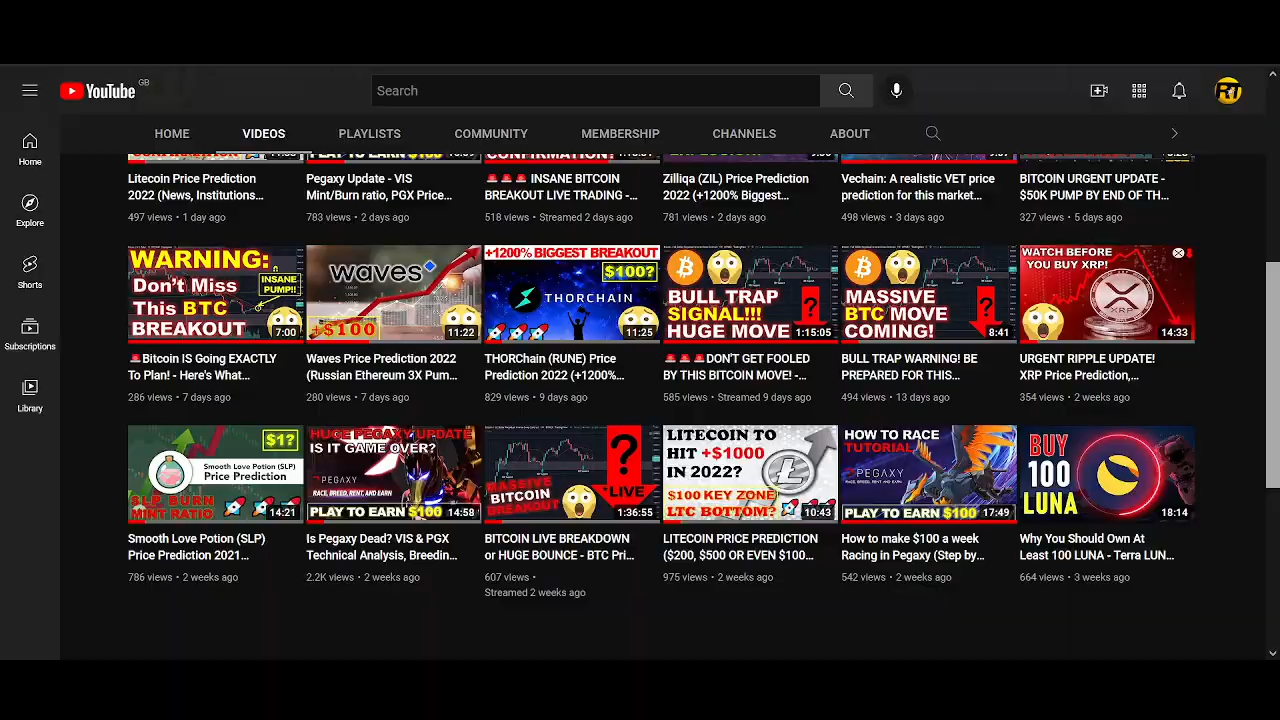 YouTube GB
Search
RT
Home
Explore
Shorts
Subscriptions
Library
HOME VIDEOS PLAYLISTS COMMUNITY MEMBERSHIP CHANNELS ABOUT
Litecoin Price Prediction
2022 (News, Institutions...
497 views • 1 day ago
Pegaxy Update - VIS
Mint/Burn ratio, PGX Price...
783 views • 2 days ago
🚨🚨🚨 INSANE BITCOIN
BREAKOUT LIVE TRADING -...
518 views • Streamed 2 days ago
Zilliqa (ZIL) Price Prediction
2022 (+1200% Biggest...
781 views • 2 days ago
Vechain: A realistic VET price
prediction for this market...
498 views • 3 days ago
BITCOIN URGENT UPDATE -
$50K PUMP BY END OF TH...
327 views • 5 days ago
WARNING:
Don't Miss
This BTC
BREAKOUT
INSANE
PUMP!!
7:00
🚨Bitcoin IS Going EXACTLY
To Plan! - Here's What...
286 views • 7 days ago
waves
+$100
11:22
Waves Price Prediction 2022
(Russian Ethereum 3X Pum...
280 views • 7 days ago
+1200% BIGGEST BREAKOUT
$100?
THORCHAIN
11:25
THORChain (RUNE) Price
Prediction 2022 (+1200%...
829 views • 9 days ago
BULL TRAP
SIGNAL!!!
HUGE MOVE
?
1:15:05
🚨🚨🚨DON'T GET FOOLED
BY THIS BITCOIN MOVE! -...
585 views • Streamed 9 days ago
MASSIVE
BTC MOVE
COMING!
?
8:41
BULL TRAP WARNING! BE
PREPARED FOR THIS...
494 views • 13 days ago
WATCH BEFORE
YOU BUY XRP!
XRP
14:33
URGENT RIPPLE UPDATE!
XRP Price Prediction,...
354 views • 2 weeks ago
$1?
Smooth Love Potion (SLP)
Price Prediction
SLP BURN
MINT RATIO
14:21
Smooth Love Potion (SLP)
Price Prediction 2021...
786 views • 2 weeks ago
HUGE PEGAXY UPDATE
IS IT GAME OVER?
PEGAXY
RACE, BREED, RENT, AND EARN
PLAY TO EARN $100
14:58
Is Pegaxy Dead? VIS & PGX
Technical Analysis, Breedin...
2.2K views • 2 weeks ago
?
MASSIVE
BITCOIN
BREAKOUT
LIVE
1:36:55
BITCOIN LIVE BREAKDOWN
or HUGE BOUNCE - BTC Pri...
607 views •
Streamed 2 weeks ago
LITECOIN TO
HIT +$1000
IN 2022?
$100 KEY ZONE
LTC BOTTOM?
10:43
LITECOIN PRICE PREDICTION
($200, $500 OR EVEN $100...
975 views • 2 weeks ago
HOW TO RACE
TUTORIAL
PEGAXY
RACE, BREED, RENT AND EARN
PLAY TO EARN $100
17:49
How to make $100 a week
Racing in Pegaxy (Step by...
542 views • 2 weeks ago
BUY
100
LUNA
18:14
Why You Should Own At
Least 100 LUNA - Terra LUN...
664 views • 3 weeks ago